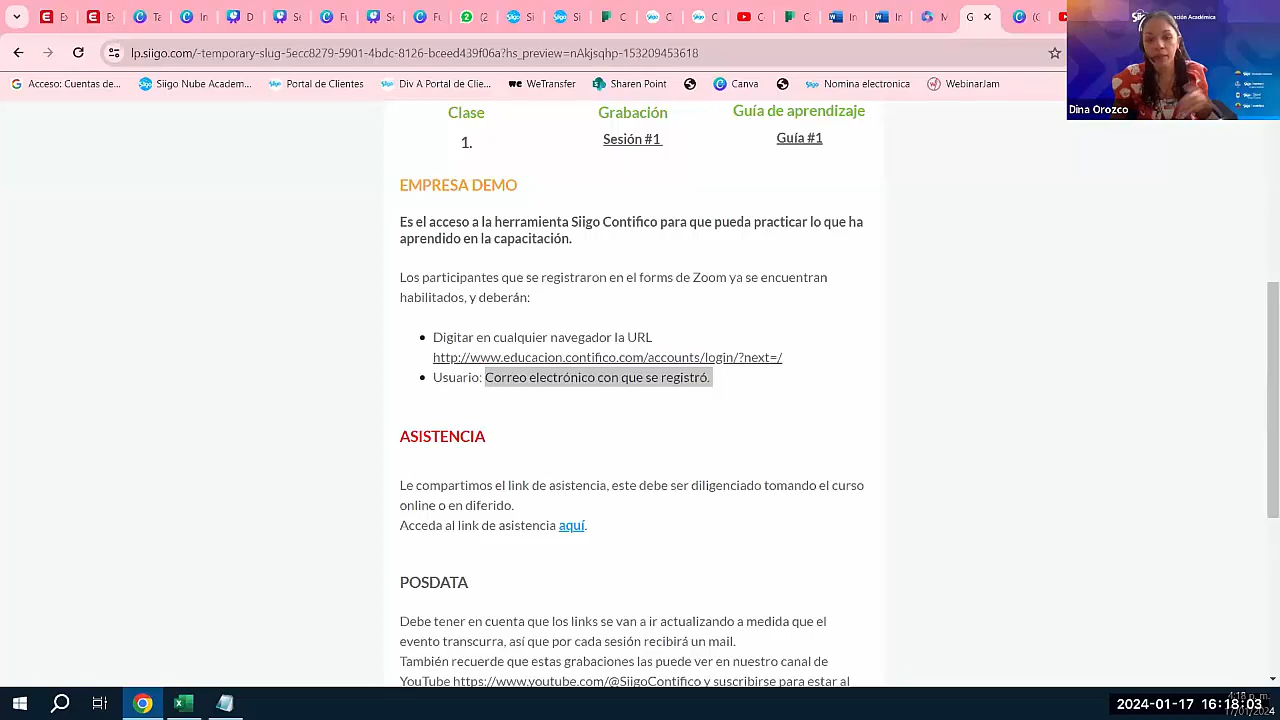 lp.siigo.com/-temporary-slug-5ecc8279-5901-4bdc-8126-bceed439f06a?hs_preview=nAkjsqhp-153209453618
Acceso: Cuentas de...
Siigo Nube Academ...
Portal de Clientes
Div A Portal de Clie...
WeTransfer
Sharen Point
Canva
Nomina electronica
Webinar
Siigo
Dina Orozco
Clase
Grabación
Guía de aprendizaje
1.
Sesión #1
Guía #1
EMPRESA DEMO
Es el acceso a la herramienta Siigo Contifico para que pueda practicar lo que ha
aprendido en la capacitación.
Los participantes que se registraron en el forms de Zoom ya se encuentran
habilitados, y deberán:
Digitar en cualquier navegador la URL
http://www.educacion.contifico.com/accounts/login/?next=/
Usuario: Correo electrónico con que se registró.
ASISTENCIA
Le compartimos el link de asistencia, este debe ser diligenciado tomando el curso
online o en diferido.
Acceda al link de asistencia aquí.
POSDATA
Debe tener en cuenta que los links se van a ir actualizando a medida que el
evento transcurra, así que por cada sesión recibirá un mail.
También recuerde que estas grabaciones las puede ver en nuestro canal de
YouTube https://www.youtube.com/@SiigoContifico y suscribirse para estar al
4:18 p. m.
17/01/2024
2024-01-17 16:18:03